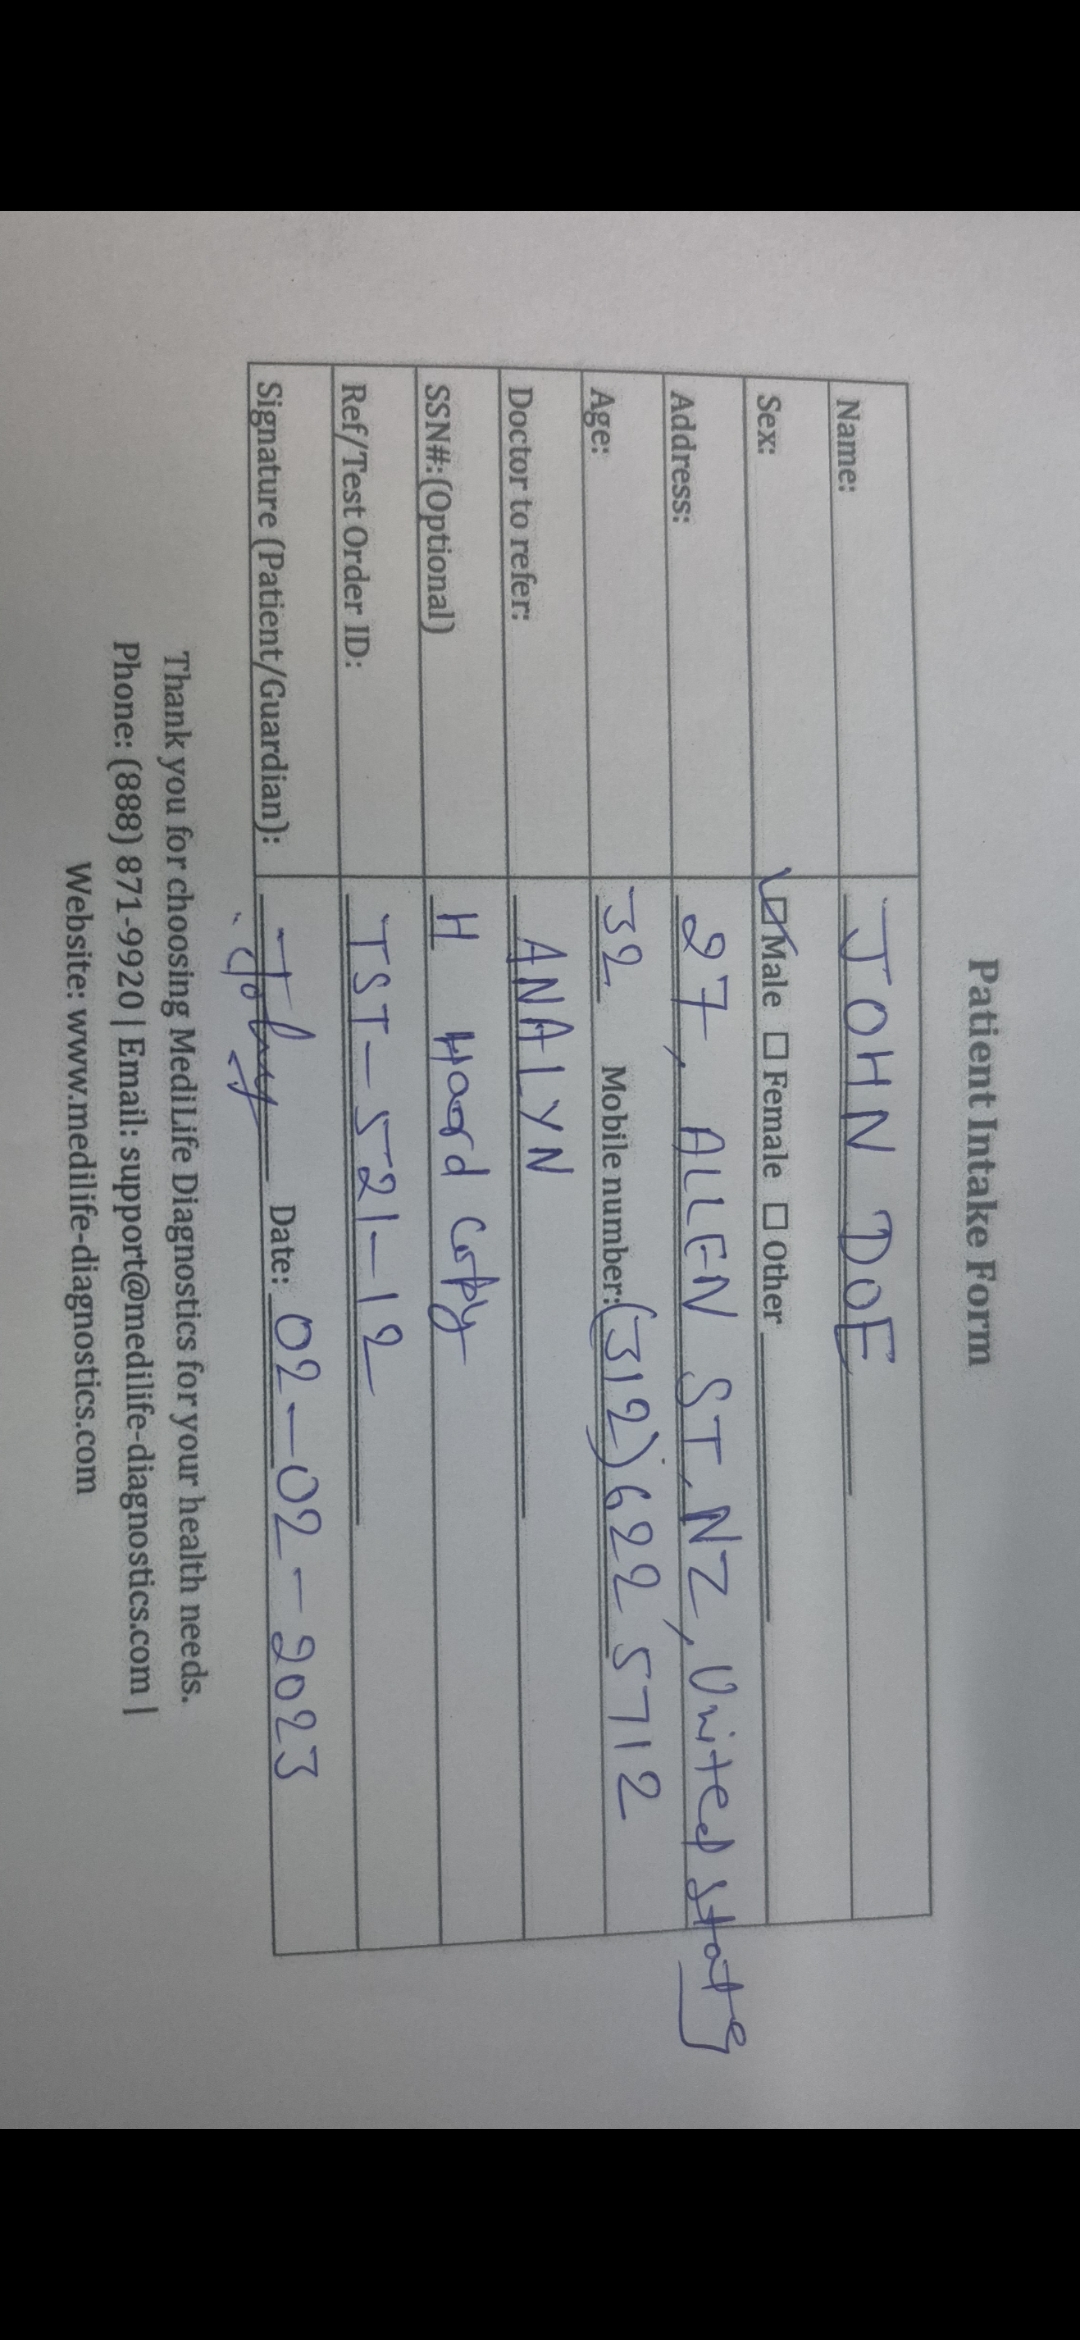 Patient Intake Form
Name: JOHN DOE
Sex: Male Female Other
Address: 27, ALLEN ST, NZ, United States
Age: 32 Mobile number: (312) 622 5712
Doctor to refer: ANALYN
SSN#:(Optional) H Hard Copy
Ref/Test Order ID: TST-521-12
Signature (Patient/Guardian): Date: 02-02-2023
Thank you for choosing MediLife Diagnostics for your health needs.
Phone: (888) 871-9920 | Email: support@medilife-diagnostics.com |
Website: www.medilife-diagnostics.com